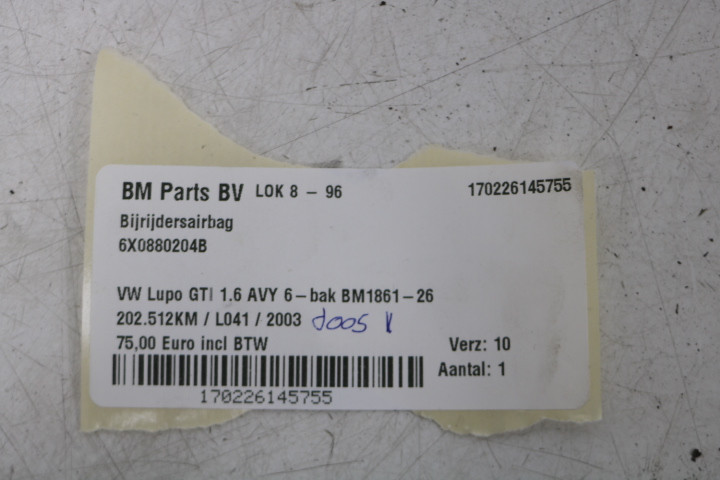 BM Parts BV LOK 8 - 96 170226145755
Bijrijdersairbag
6X0880204B
VW Lupo GTI 1.6 AVY 6-bak BM1861-26
202.512KM / L041 / 2003 doos
75,00 Euro incl BTW Verz: 10
Aantal: 1
170226145755